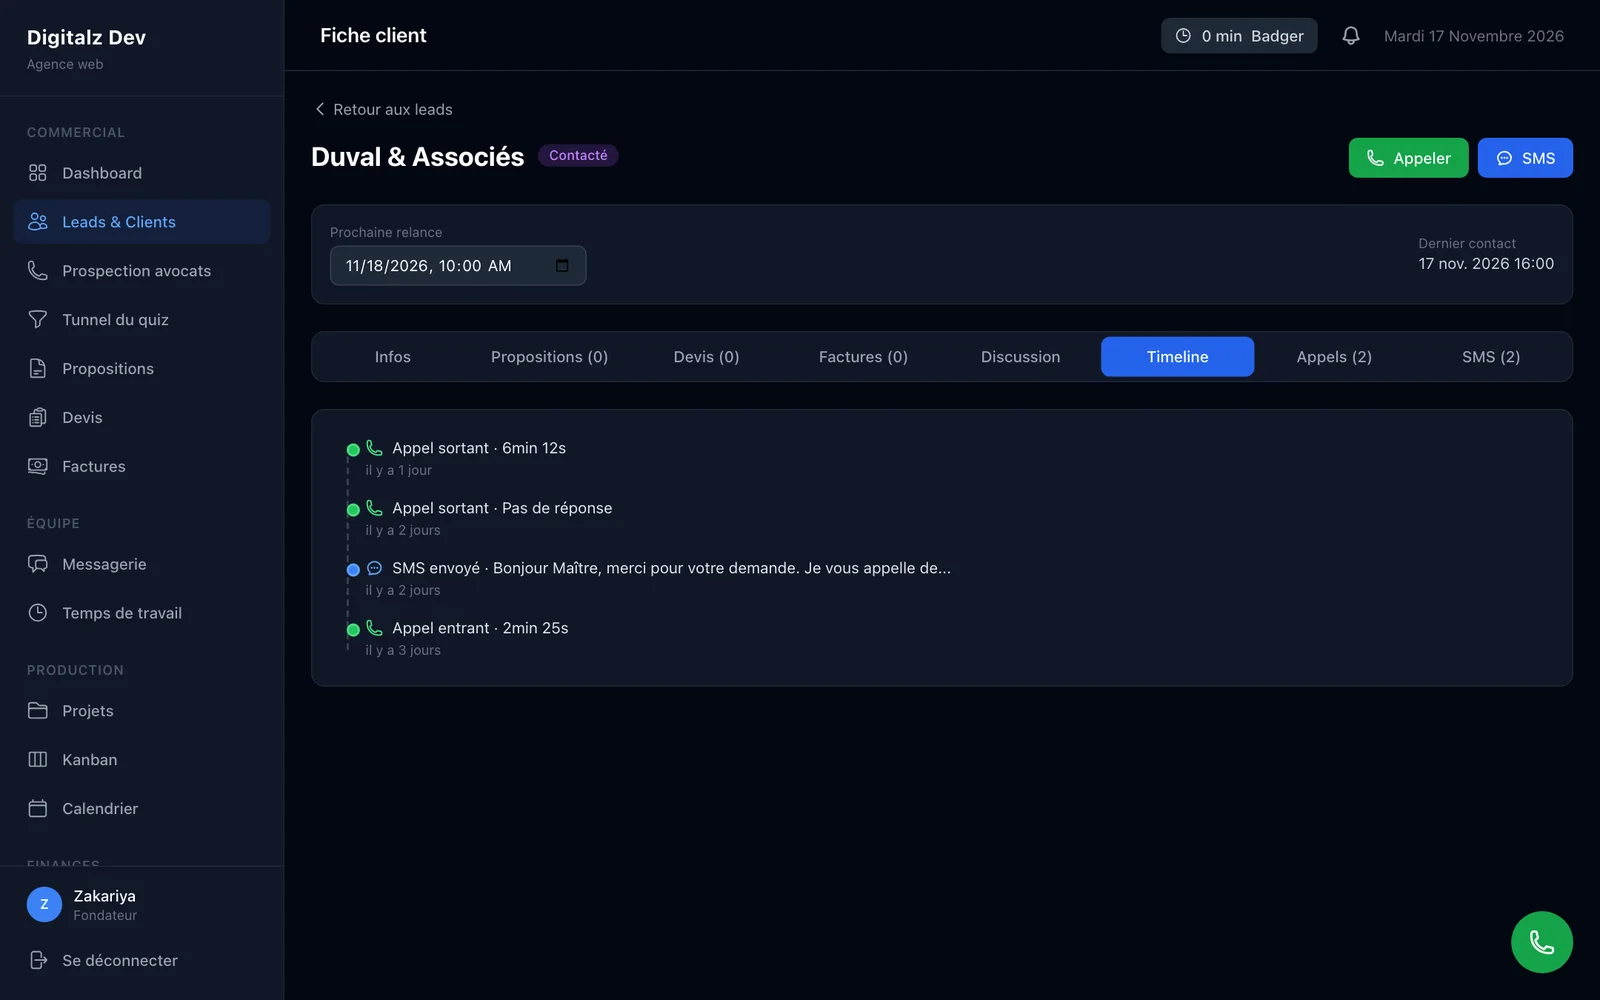 Digitalz Dev
Agence web
COMMERCIAL
Dashboard
Leads & Clients
Prospection avocats
Tunnel du quiz
Propositions
Devis
Factures
ÉQUIPE
Messagerie
Temps de travail
PRODUCTION
Projets
Kanban
Calendrier
FINANCES
Z
Zakariya
Fondateur
Se déconnecter
Fiche client
0 min Badger
Mardi 17 Novembre 2026
Retour aux leads
Duval & Associés Contacté
Appeler
SMS
Prochaine relance
11/18/2026, 10:00 AM
Dernier contact
17 nov. 2026 16:00
Infos Propositions (0) Devis (0) Factures (0) Discussion Timeline Appels (2) SMS (2)
Appel sortant · 6min 12s
il y a 1 jour
Appel sortant · Pas de réponse
il y a 2 jours
SMS envoyé · Bonjour Maître, merci pour votre demande. Je vous appelle de...
il y a 2 jours
Appel entrant · 2min 25s
il y a 3 jours